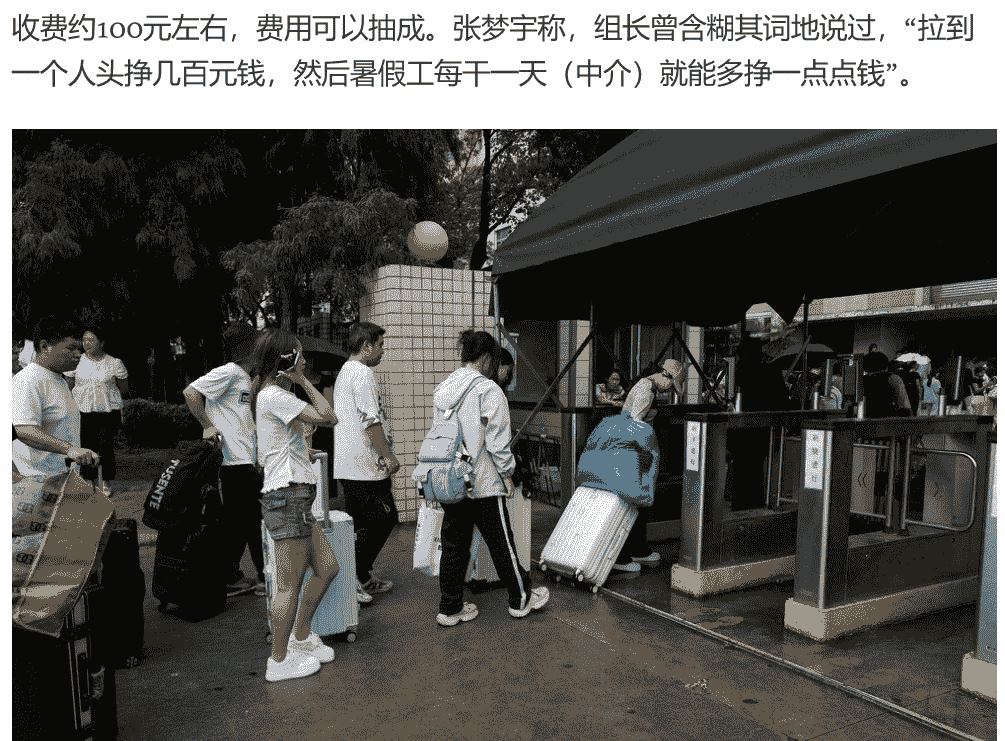 收费约100元左右，费用可以抽成。张梦宇称，组长曾含糊其词地说过，“拉到
一个人头挣几百元钱，然后暑假工每干一天（中介）就能多挣一点点钱”。
TUSENTE